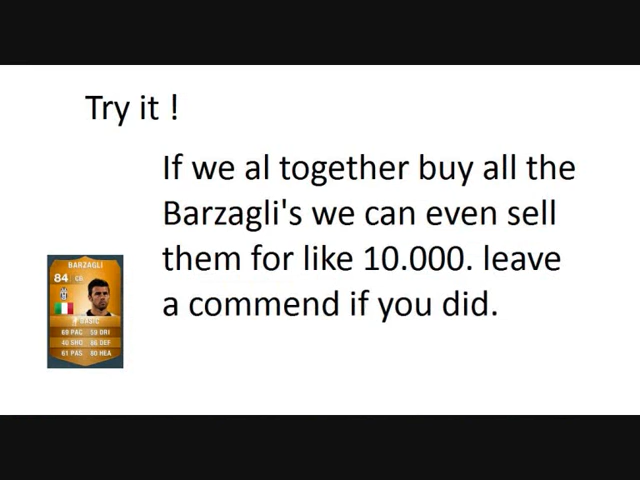 Try it !
If we al together buy all the
Barzagli's we can even sell
them for like 10.000. leave
a commend if you did.
BARZAGLI
84 CB
BASIC
69 PAC 59 DRI
40 SHO 86 DEF
61 PAS 80 HEA